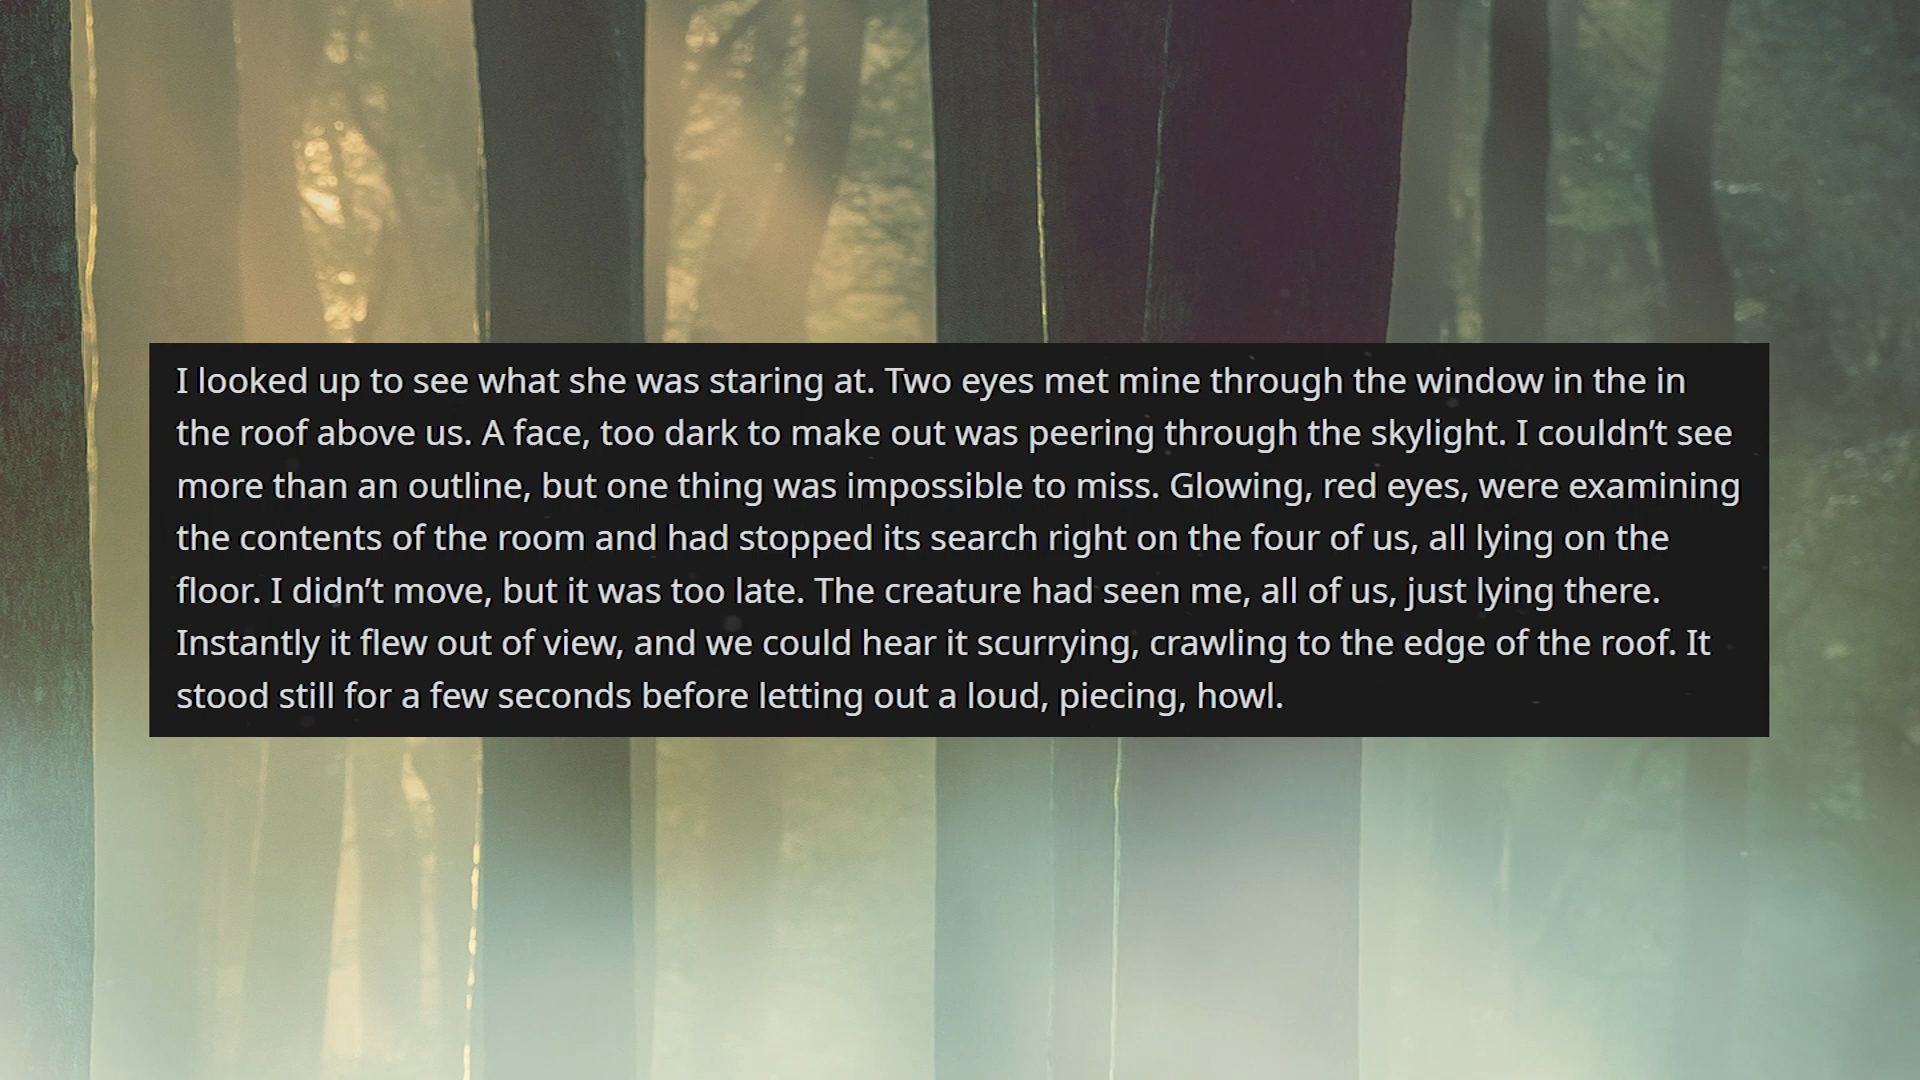 I looked up to see what she was staring at. Two eyes met mine through the window in the in
the roof above us. A face, too dark to make out was peering through the skylight. I couldn’t see
more than an outline, but one thing was impossible to miss. Glowing, red eyes, were examining
the contents of the room and had stopped its search right on the four of us, all lying on the
floor. I didn’t move, but it was too late. The creature had seen me, all of us, just lying there.
Instantly it flew out of view, and we could hear it scurrying, crawling to the edge of the roof. It
stood still for a few seconds before letting out a loud, piecing, howl.